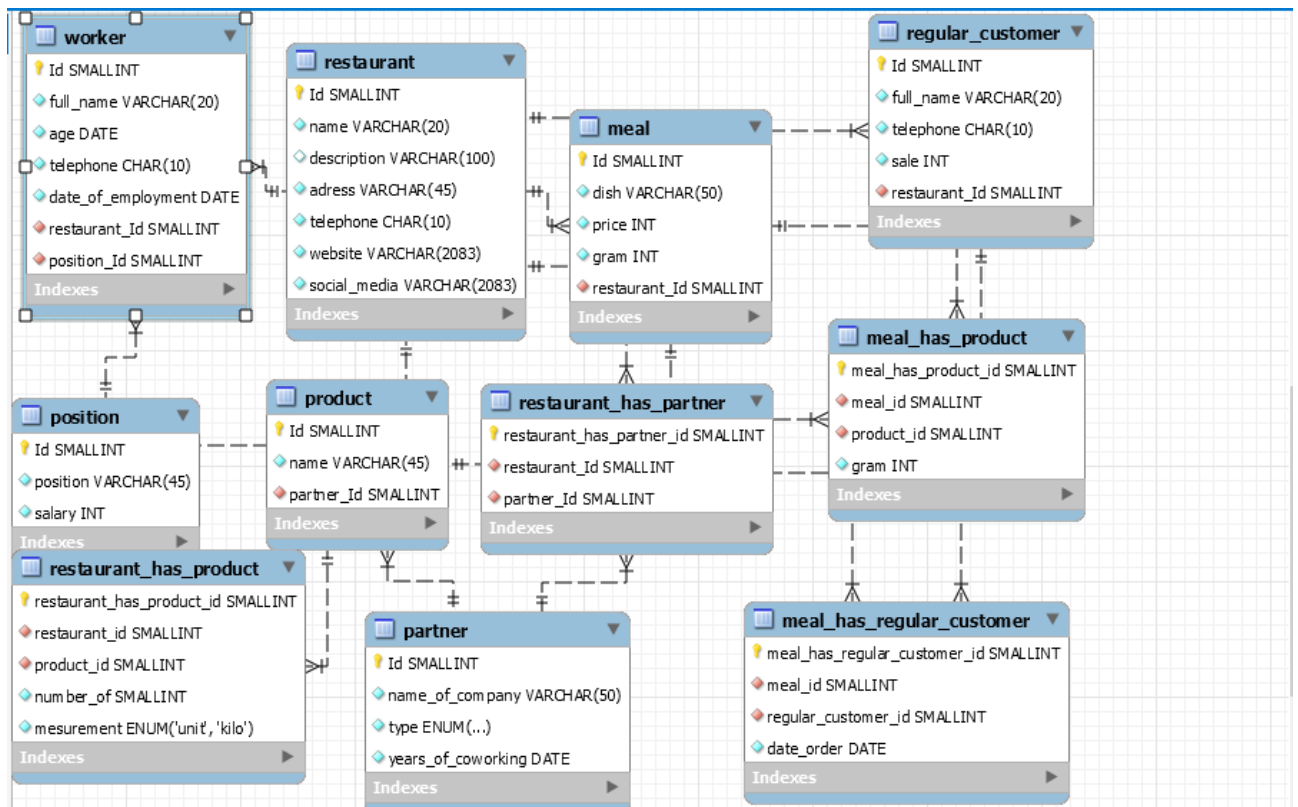 worker
Id SMALLINT
full_name VARCHAR(20)
age DATE
telephone CHAR(10)
date_of_employment DATE
restaurant_Id SMALLINT
position_Id SMALLINT
Indexes
restaurant
Id SMALLINT
name VARCHAR(20)
description VARCHAR(100)
adress VARCHAR(45)
telephone CHAR(10)
website VARCHAR(2083)
social_media VARCHAR(2083)
Indexes
meal
Id SMALLINT
dish VARCHAR(50)
price INT
gram INT
restaurant_Id SMALLINT
Indexes
regular_customer
Id SMALLINT
full_name VARCHAR(20)
telephone CHAR(10)
sale INT
restaurant_Id SMALLINT
Indexes
position
Id SMALLINT
position VARCHAR(45)
salary INT
Indexes
product
Id SMALLINT
name VARCHAR(45)
partner_Id SMALLINT
Indexes
restaurant_has_partner
restaurant_has_partner_id SMALLINT
restaurant_Id SMALLINT
partner_Id SMALLINT
Indexes
meal_has_product
meal_has_product_id SMALLINT
meal_id SMALLINT
product_id SMALLINT
gram INT
Indexes
restaurant_has_product
restaurant_has_product_id SMALLINT
restaurant_id SMALLINT
product_id SMALLINT
number_of SMALLINT
mesurement ENUM('unit', 'kilo')
Indexes
partner
Id SMALLINT
name_of_company VARCHAR(50)
type ENUM(...)
years_of_coworking DATE
Indexes
meal_has_regular_customer
meal_has_regular_customer_id SMALLINT
meal_id SMALLINT
regular_customer_id SMALLINT
date_order DATE
Indexes